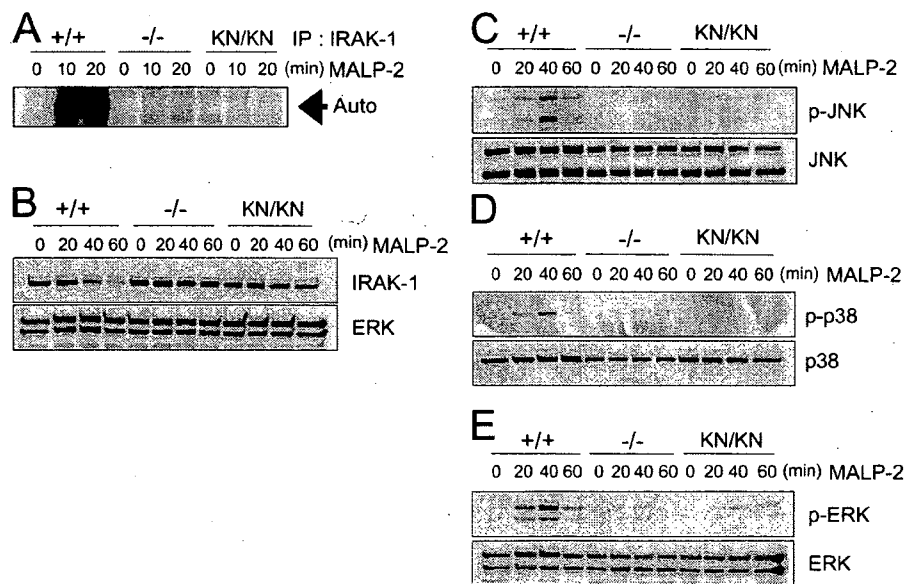 A
+/+ -/- KN/KN IP : IRAK-1
0 10 20 0 10 20 0 10 20 (min) MALP-2
Auto
B
+/+ -/- KN/KN
0 20 40 60 0 20 40 60 0 20 40 60 (min) MALP-2
IRAK-1
ERK
C
+/+ -/- KN/KN
0 20 40 60 0 20 40 60 0 20 40 60 (min) MALP-2
p-JNK
JNK
D
+/+ -/- KN/KN
0 20 40 60 0 20 40 60 0 20 40 60 (min) MALP-2
p-p38
p38
E
+/+ -/- KN/KN
0 20 40 60 0 20 40 60 0 20 40 60 (min) MALP-2
p-ERK
ERK